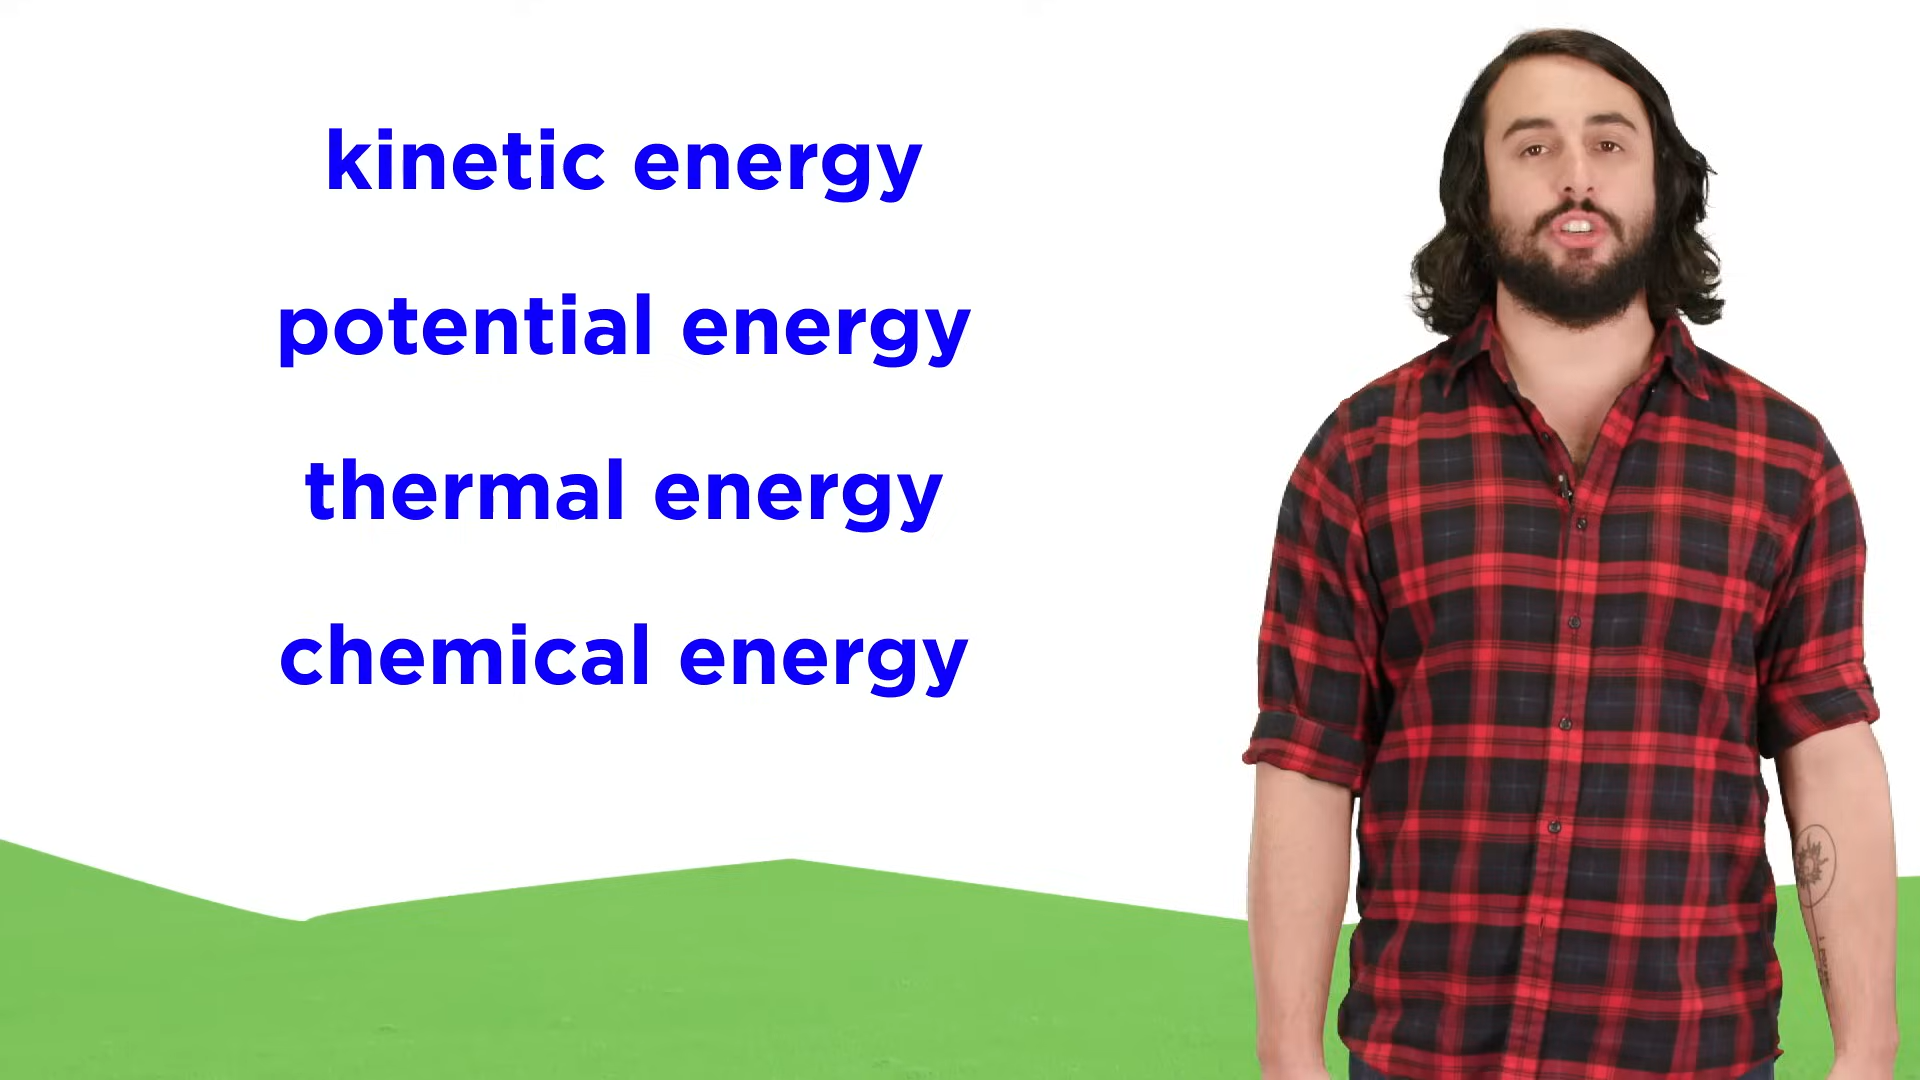 kinetic energy
potential energy
thermal energy
chemical energy